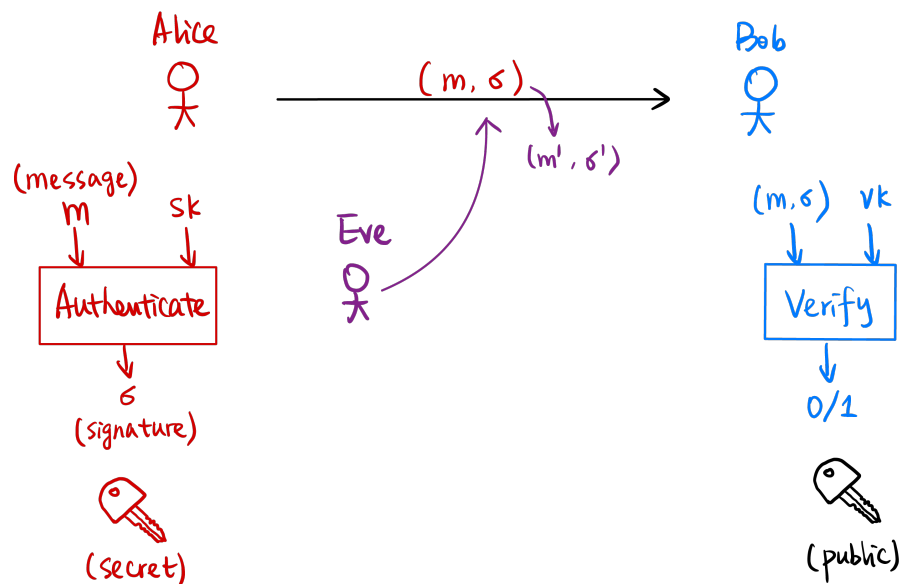 Alice
Bob
(m, σ)
(m', σ')
(message)
m
sk
Eve
(m, σ)
vk
Authenticate
Verify
σ
0/1
(signature)
(secret)
(public)